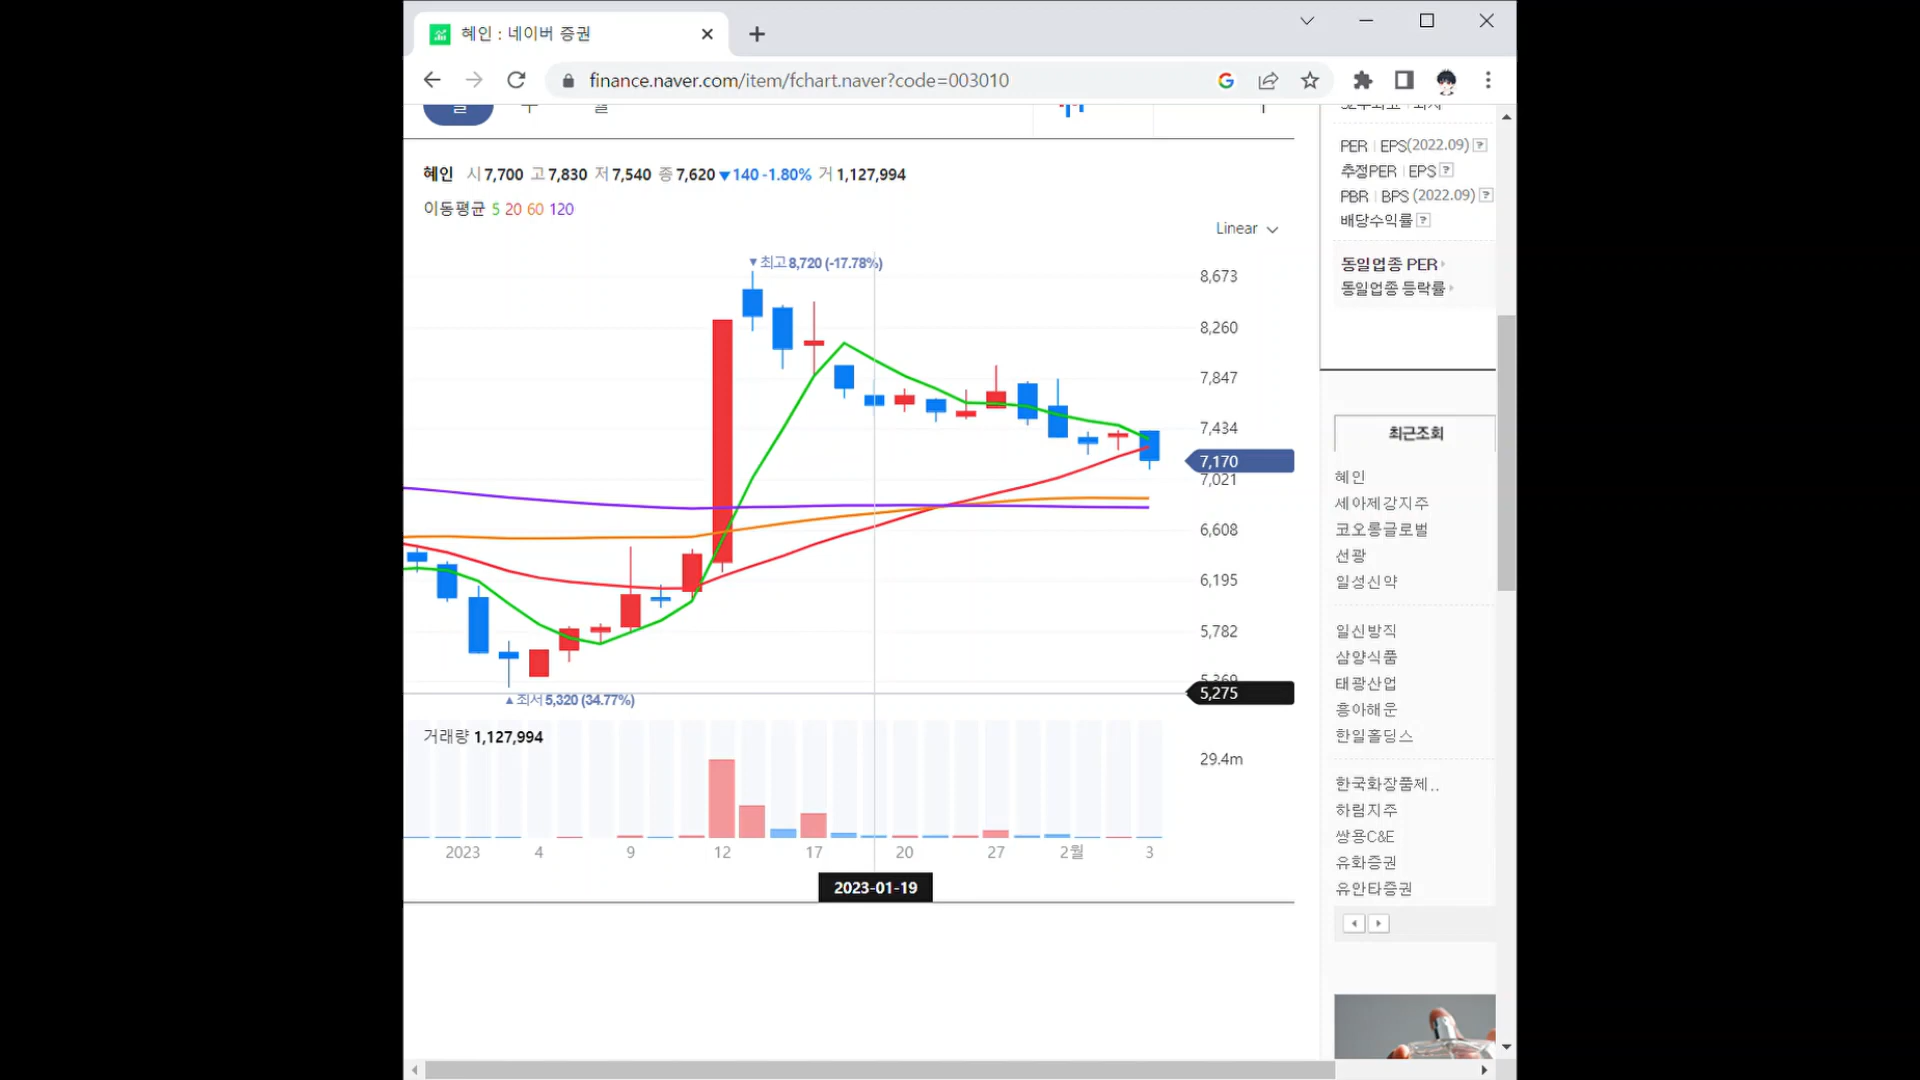 혜인 : 네이버 증권
finance.naver.com/item/fchart.naver?code=003010
혜인 시 7,700 고 7,830 저 7,540 종 7,620 ▼140 -1.80% 거 1,127,994
이동평균 5 20 60 120
Linear
▼최고 8,720 (-17.78%)
8,673
8,260
7,847
7,434
7,170
7,021
6,608
6,195
5,782
5,369
5,275
▲최저 5,320 (34.77%)
거래량 1,127,994
29.4m
2023 4 9 12 17 20 27 2월 3
2023-01-19
PER | EPS(2022.09) ?
추정PER | EPS ?
PBR | BPS (2022.09) ?
배당수익률 ?
동일업종 PER
동일업종 등락률
최근조회
혜인
세아제강지주
코오롱글로벌
선광
일성신약
일신방직
삼양식품
태광산업
흥아해운
한일홀딩스
한국화장품제..
하림지주
쌍용C&E
유화증권
유안타증권